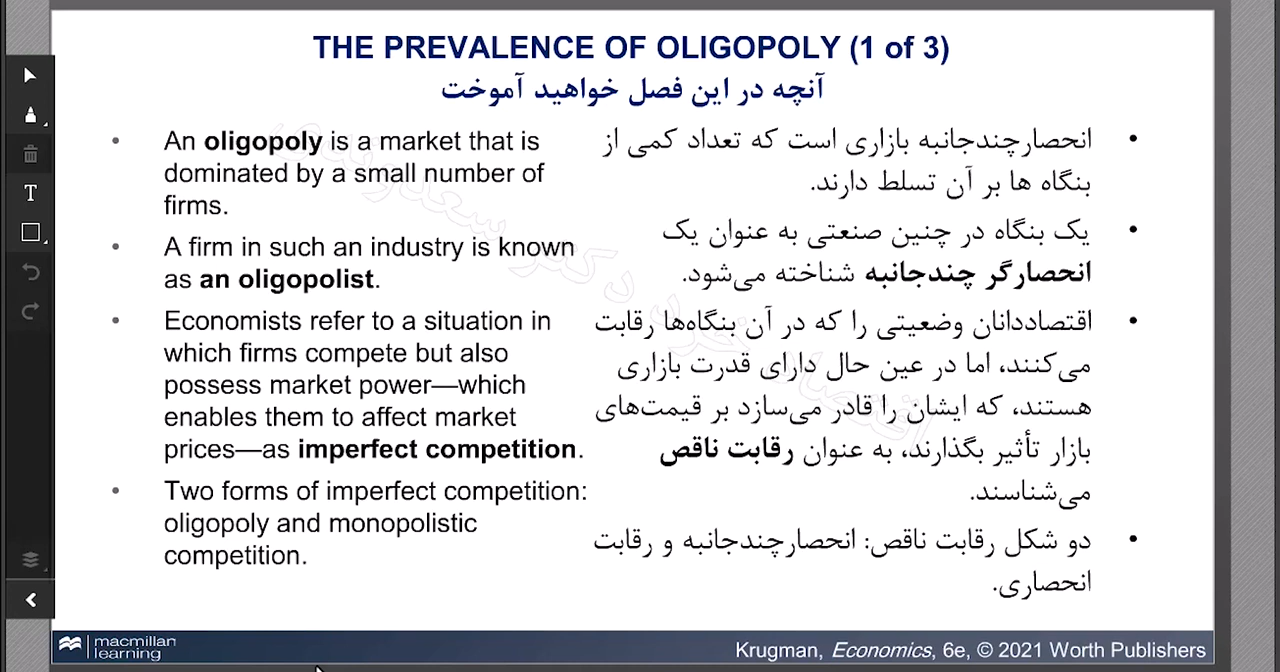 THE PREVALENCE OF OLIGOPOLY (1 of 3)
آنچه در این فصل خواهید آموخت
• An oligopoly is a market that is
dominated by a small number of
firms.
• A firm in such an industry is known
as an oligopolist.
• Economists refer to a situation in
which firms compete but also
possess market power—which
enables them to affect market
prices—as imperfect competition.
• Two forms of imperfect competition:
oligopoly and monopolistic
competition.
• انحصارچندجانبه بازاری است که تعداد کمی از
بنگاه ها بر آن تسلط دارند.
• یک بنگاه در چنین صنعتی به عنوان یک
انحصارگر چندجانبه شناخته می‌شود.
• اقتصاددانان وضعیتی را که در آن بنگاه‌ها رقابت
می‌کنند، اما در عین حال دارای قدرت بازاری
هستند، که ایشان را قادر می‌سازد بر قیمت‌های
بازار تأثیر بگذارند، به عنوان رقابت ناقص
می‌شناسند.
• دو شکل رقابت ناقص: انحصارچندجانبه و رقابت
انحصاری.
اقتصاد خرد دکتر سعدوندی
macmillan
learning
Krugman, Economics, 6e, © 2021 Worth Publishers